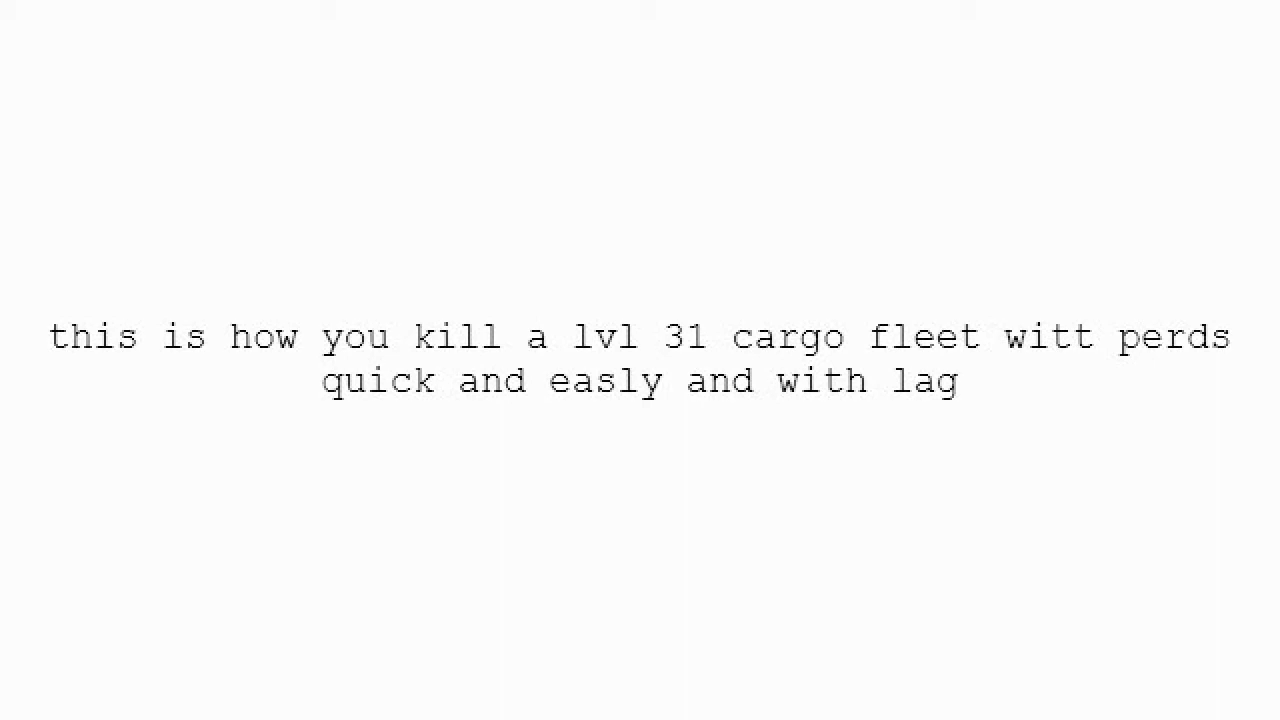 this is how you kill a lvl 31 cargo fleet witt perds
quick and easly and with lag